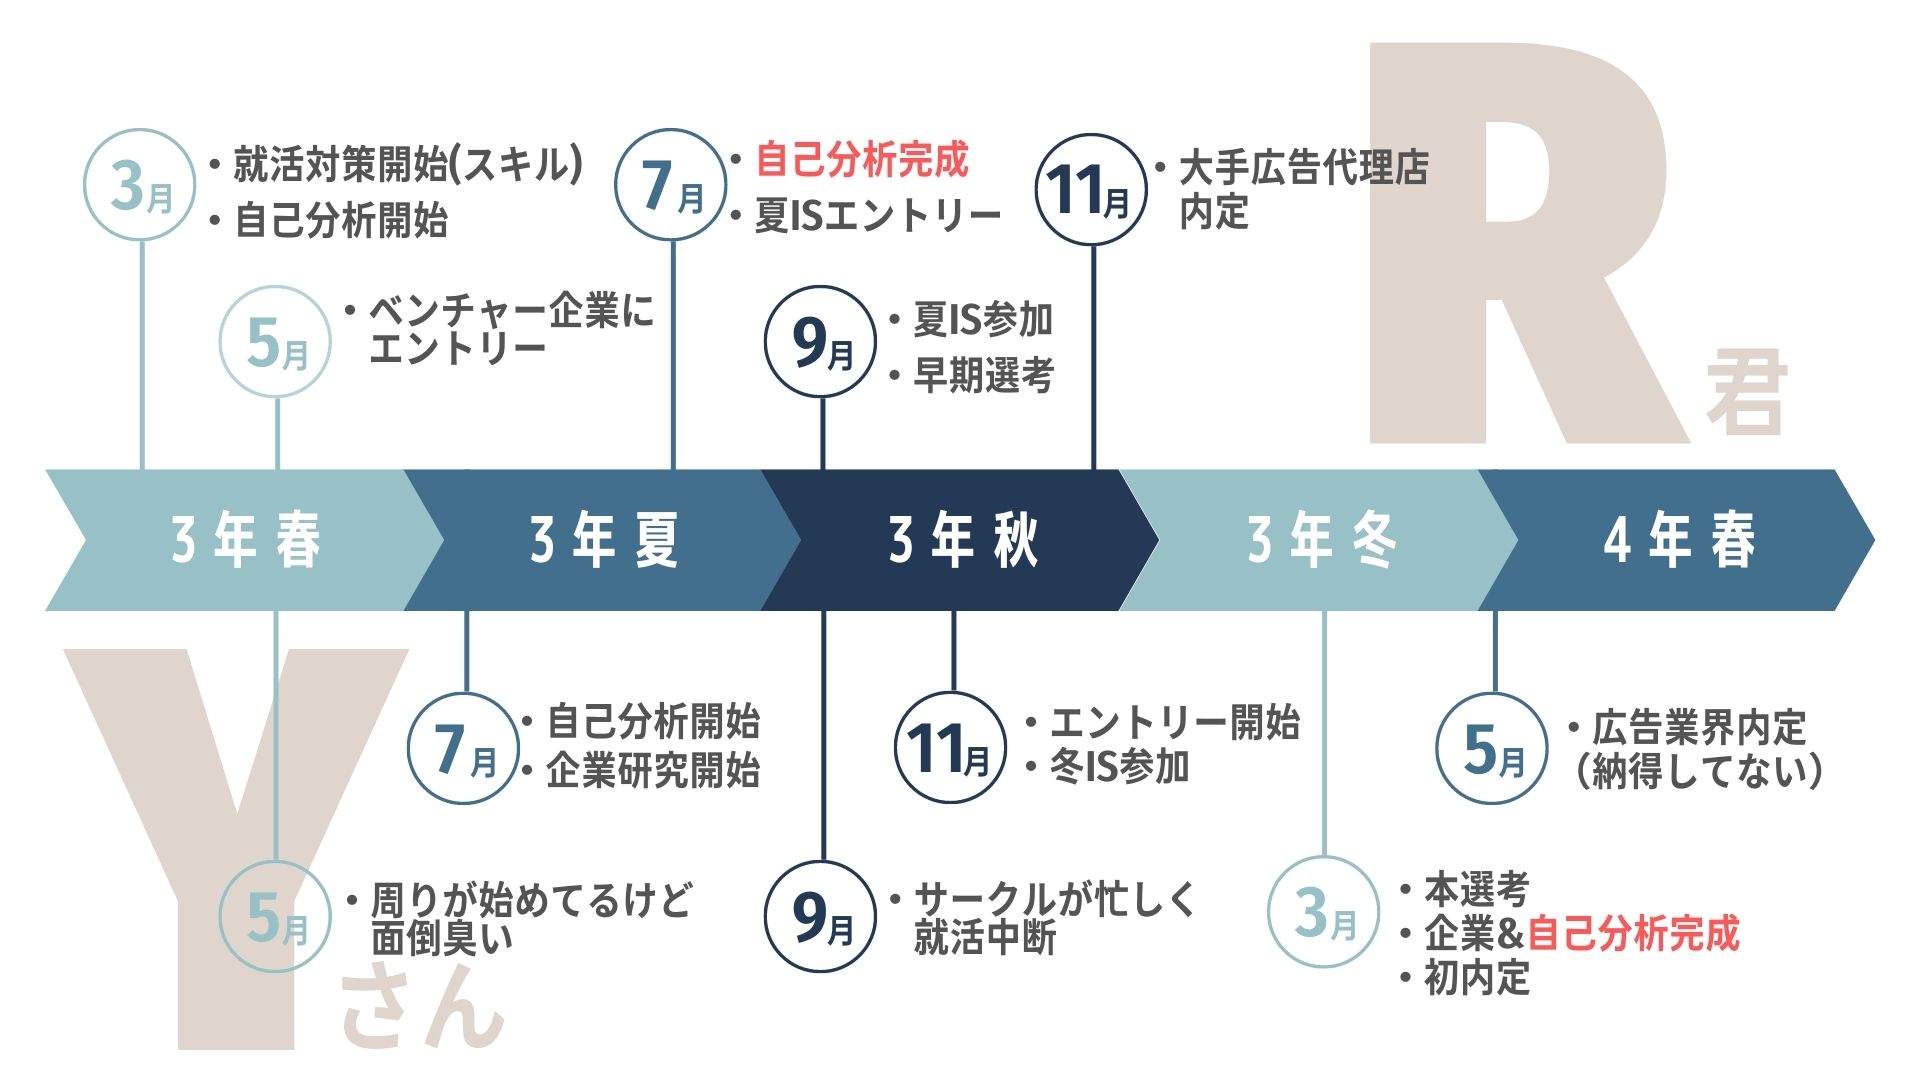 R君
3月
・就活対策開始(スキル)
・自己分析開始
5月
・ベンチャー企業に
エントリー
7月
・自己分析完成
・夏ISエントリー
9月
・夏IS参加
・早期選考
11月
・大手広告代理店
内定
3年春
3年夏
3年秋
3年冬
4年春
Yさん
5月
・周りが始めてるけど
面倒臭い
7月
・自己分析開始
・企業研究開始
9月
・サークルが忙しく
就活中断
11月
・エントリー開始
・冬IS参加
3月
・本選考
・企業&自己分析完成
・初内定
5月
・広告業界内定
（納得してない）